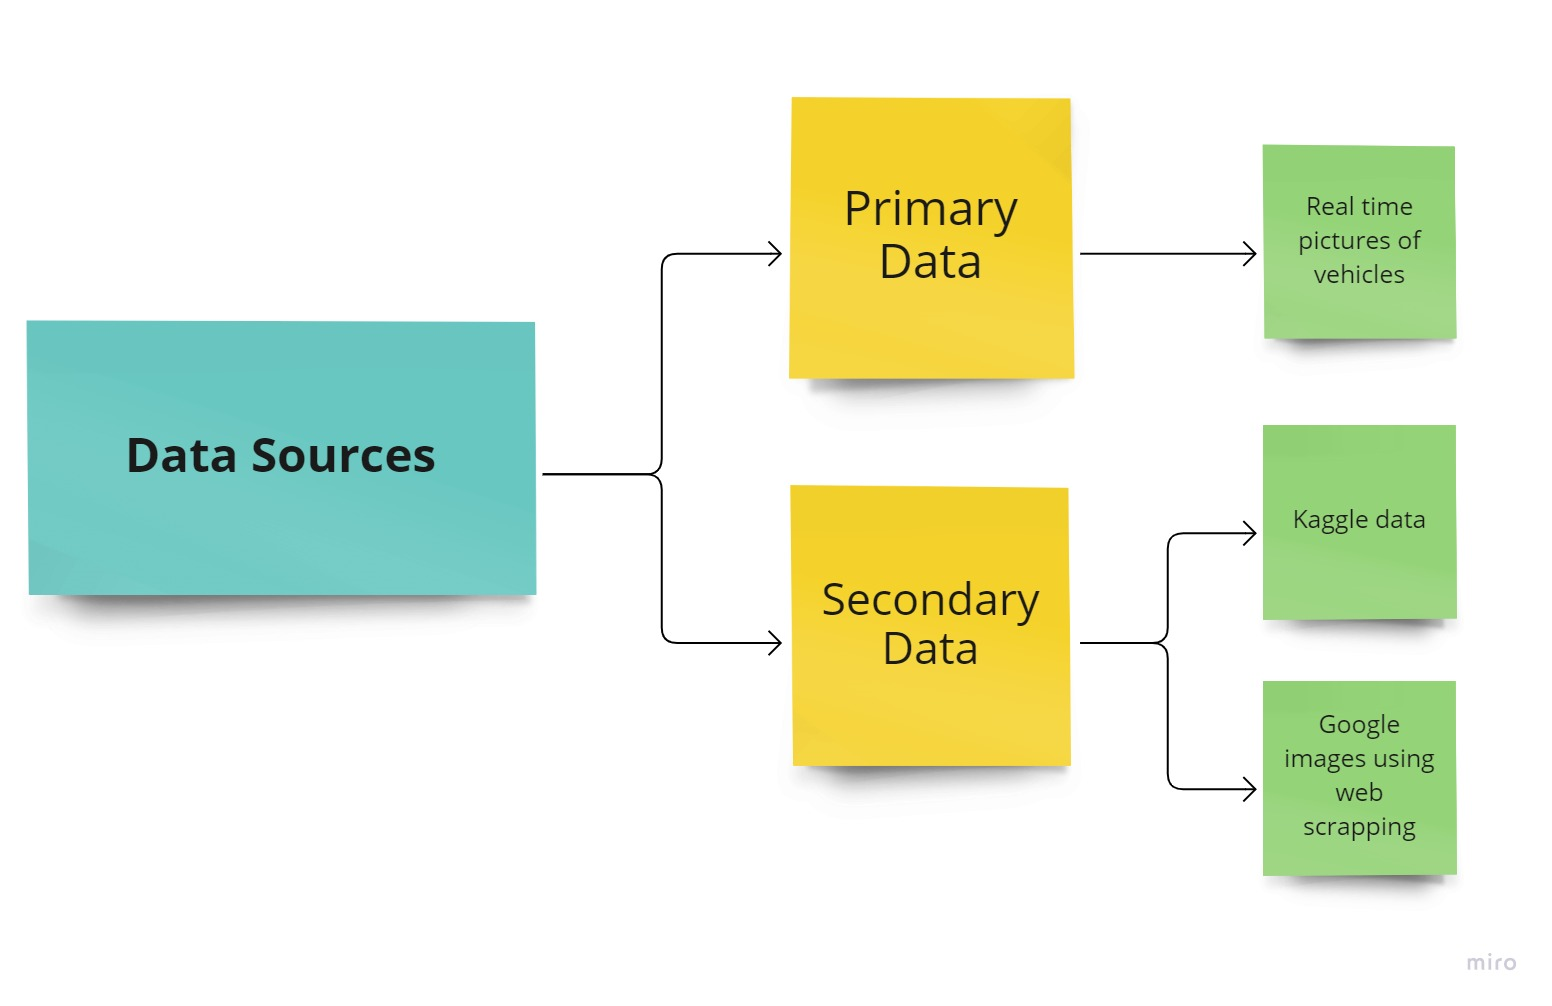 Data Sources
Primary
Data
Real time
pictures of
vehicles
Secondary
Data
Kaggle data
Google
images using
web
scrapping
miro